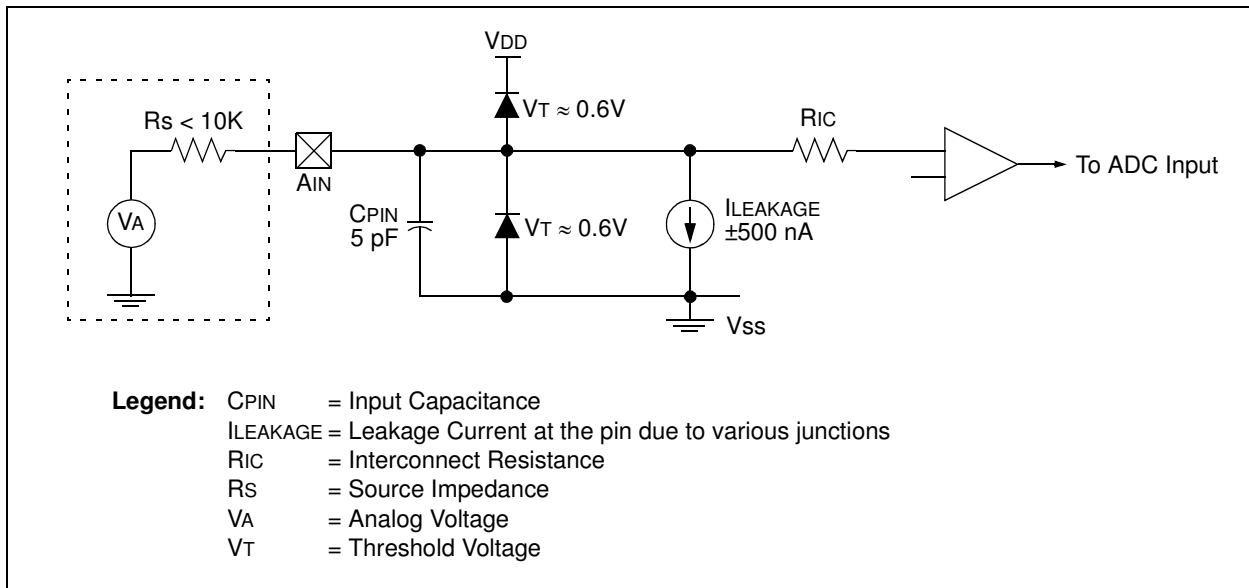 VDD
VT ≈ 0.6V
Rs < 10K
RIC
AIN
To ADC Input
VA
CPIN
5 pF
VT ≈ 0.6V
ILEAKAGE
±500 nA
Vss
Legend: CPIN = Input Capacitance
ILEAKAGE = Leakage Current at the pin due to various junctions
RIC = Interconnect Resistance
RS = Source Impedance
VA = Analog Voltage
VT = Threshold Voltage